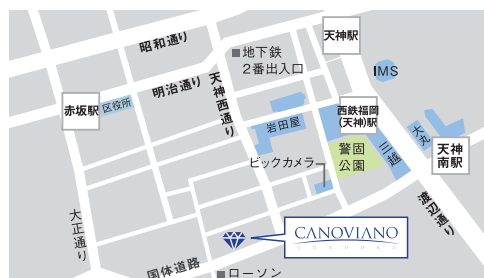 昭和通り
天神駅
地下鉄
2番出入口
明治通り
天神西通り
IMS
赤坂駅
区役所
西鉄福岡
(天神)駅
岩田屋
大丸
天神
南駅
警固
公園
三越
ビックカメラ
渡辺通り
大正通り
CANOVIANO
FUKUOKA
国体道路
ローソン